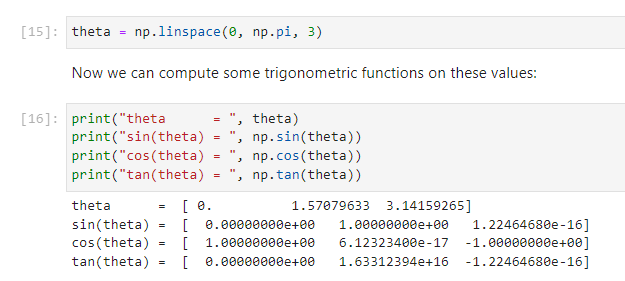 [15]: theta = np.linspace(0, np.pi, 3)
Now we can compute some trigonometric functions on these values:
[16]: print("theta      = ", theta)
print("sin(theta) = ", np.sin(theta))
print("cos(theta) = ", np.cos(theta))
print("tan(theta) = ", np.tan(theta))
theta      =  [ 0.          1.57079633  3.14159265]
sin(theta) =  [  0.00000000e+00   1.00000000e+00   1.22464680e-16]
cos(theta) =  [  1.00000000e+00   6.12323400e-17  -1.00000000e+00]
tan(theta) =  [  0.00000000e+00   1.63312394e+16  -1.22464680e-16]